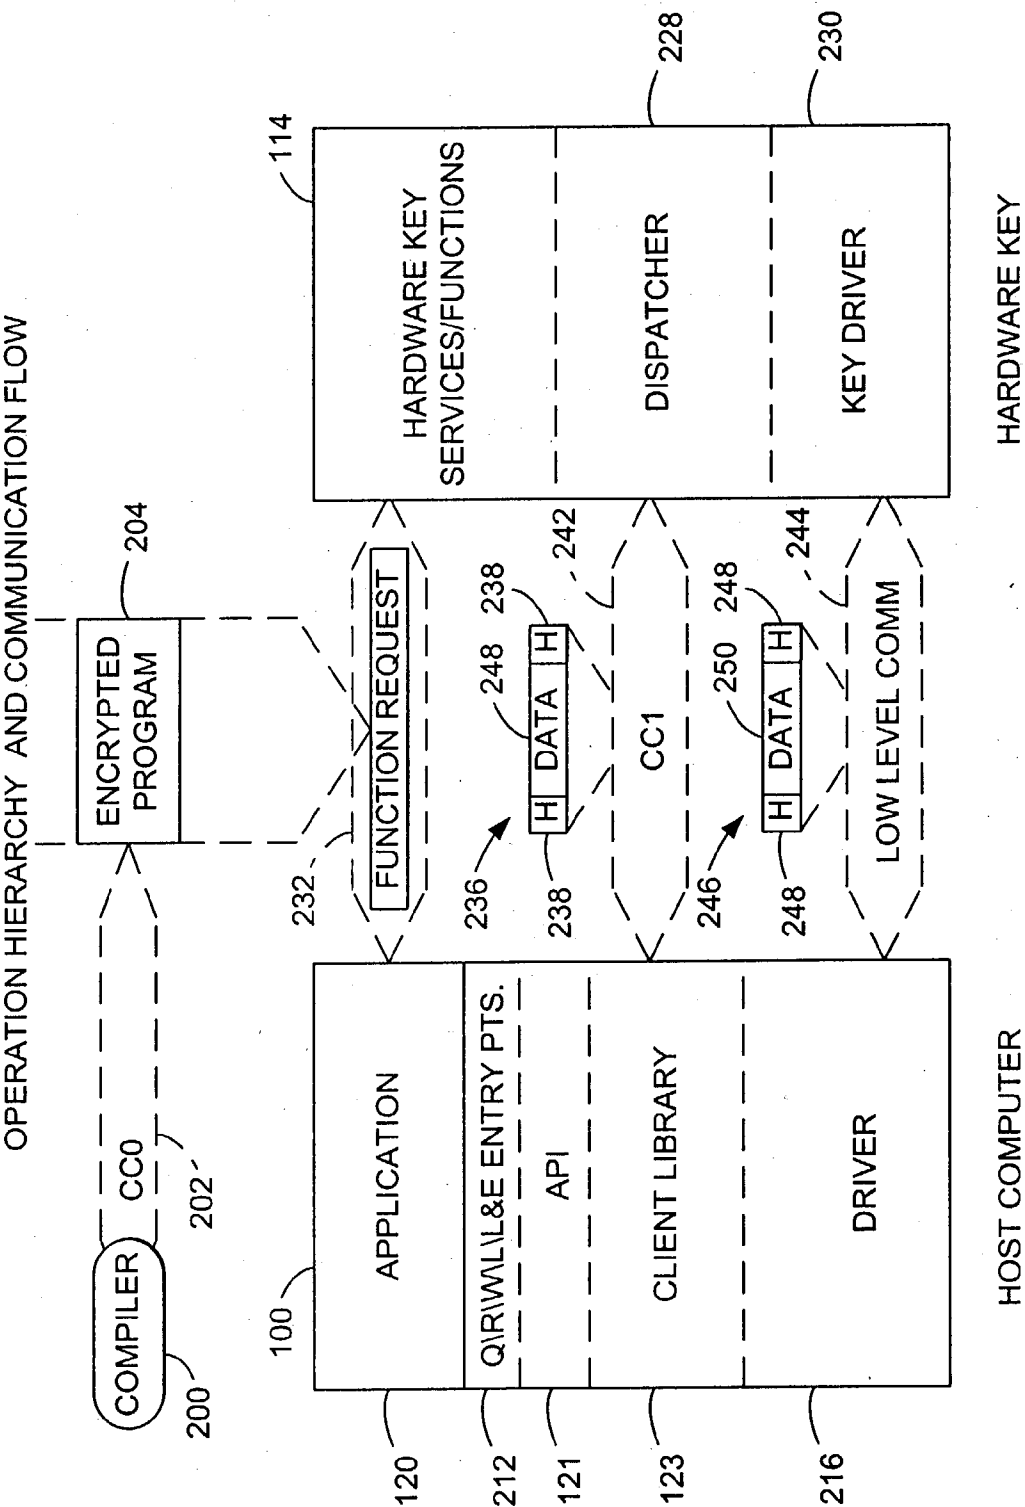 OPERATION HIERARCHY AND COMMUNICATION FLOW
COMPILER
200
CC0
202
ENCRYPTED
PROGRAM
204
100
APPLICATION
120
Q\R\W\L\L&E ENTRY PTS.
212
API
121
CLIENT LIBRARY
123
DRIVER
216
HOST COMPUTER
232
FUNCTION REQUEST
236
H DATA H
238
248
238
242
CC1
246
H DATA H
248
250
248
244
LOW LEVEL COMM
114
HARDWARE KEY
SERVICES/FUNCTIONS
DISPATCHER
228
KEY DRIVER
230
HARDWARE KEY